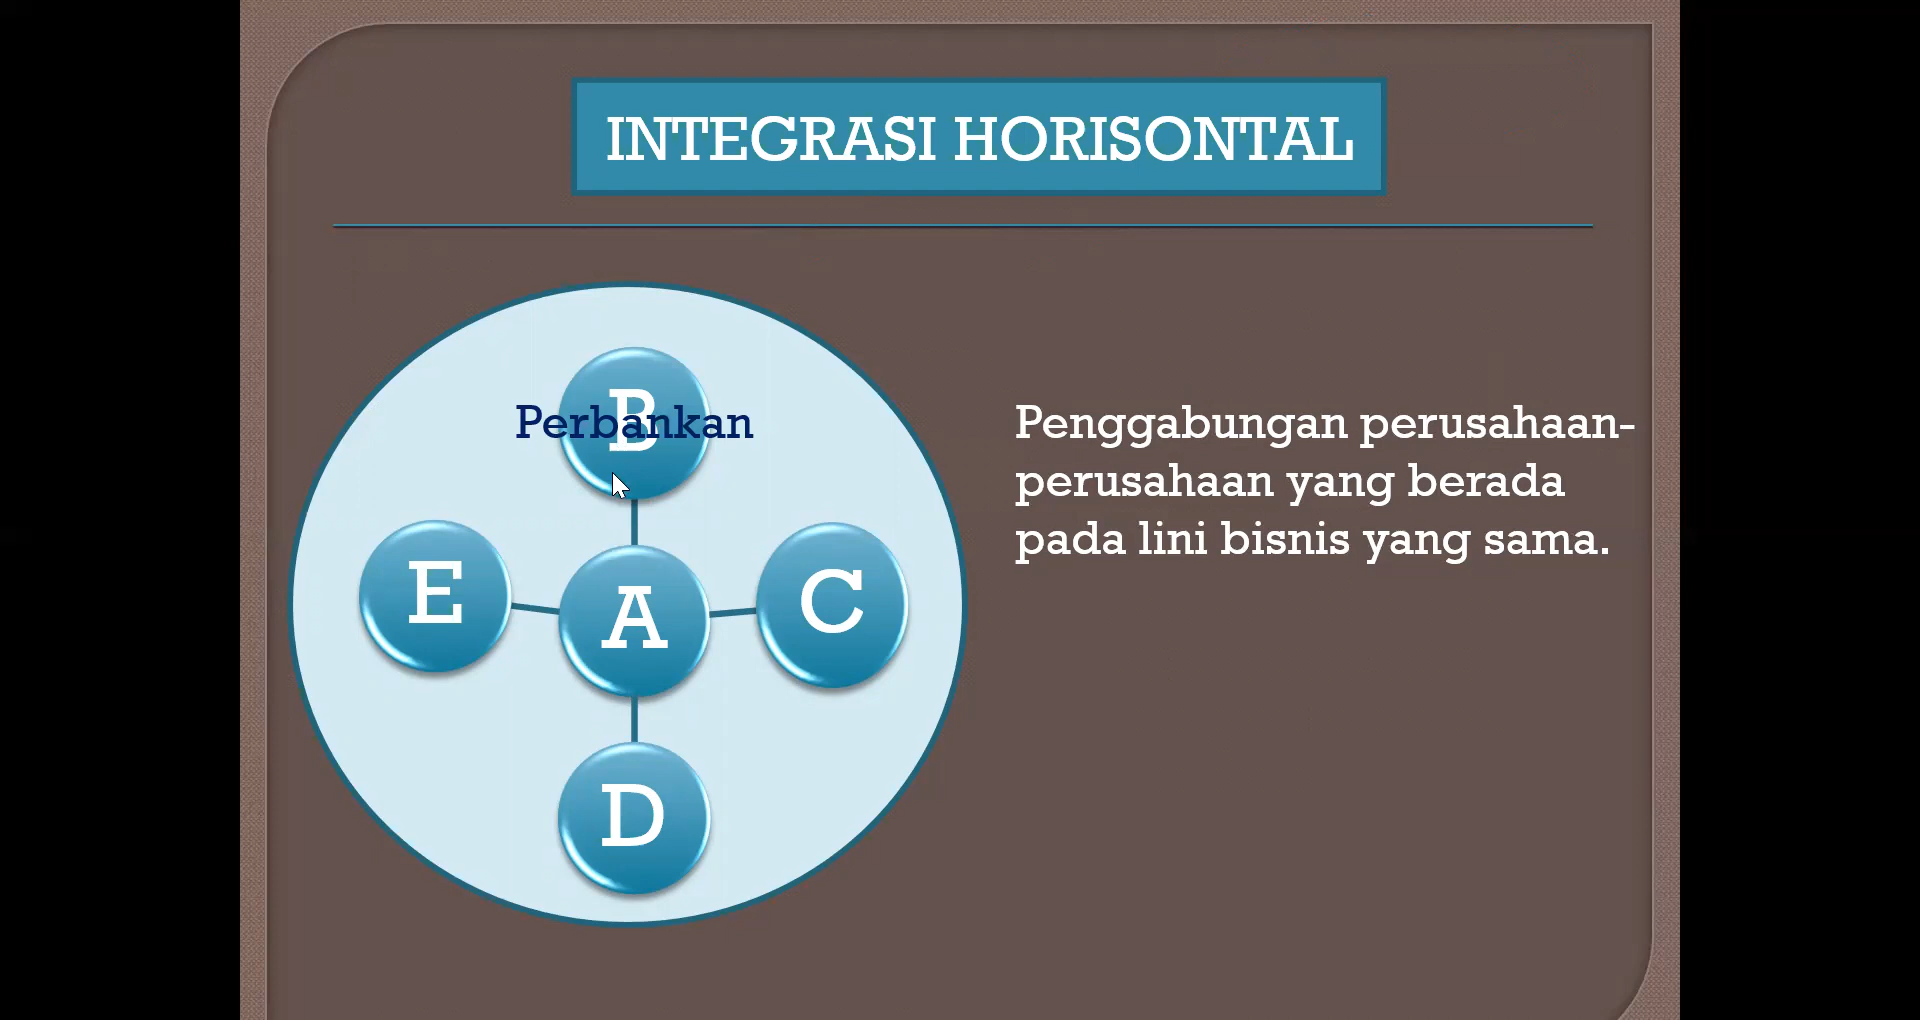 INTEGRASI HORISONTAL
B
Perbankan
E
A
C
D
Penggabungan perusahaan-
perusahaan yang berada
pada lini bisnis yang sama.